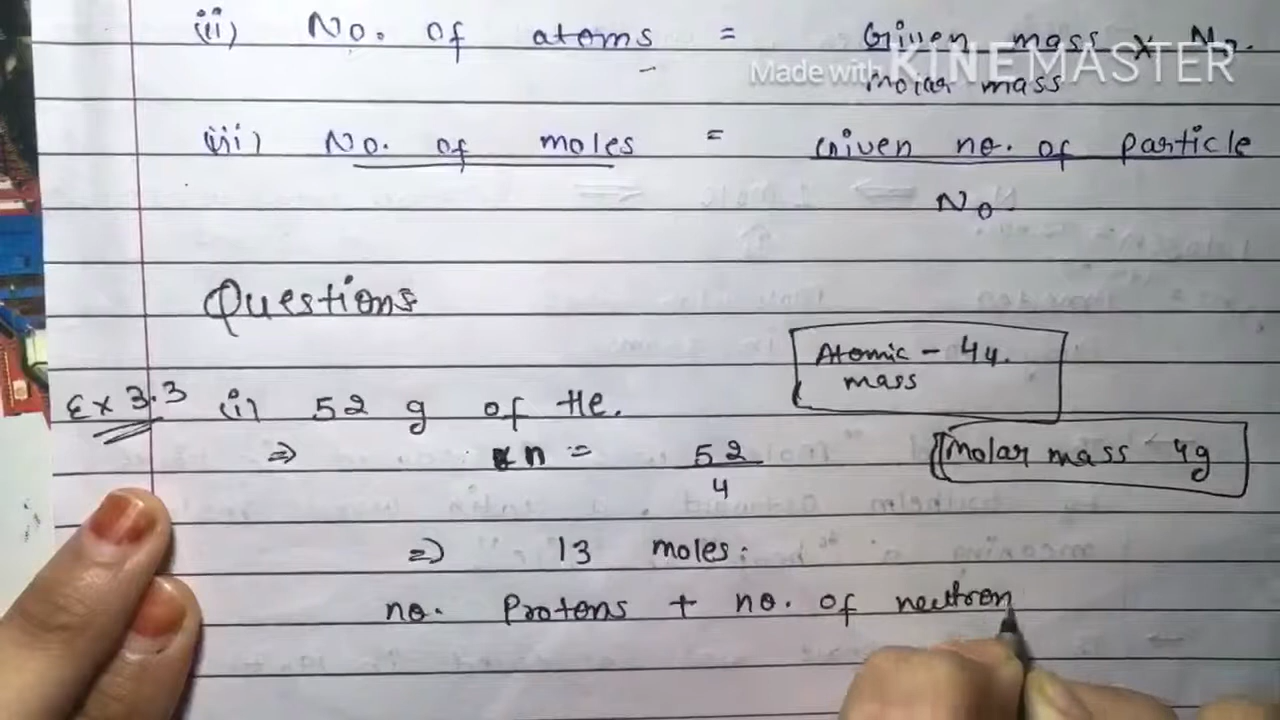 (ii) No. of atoms = Given mass x No.
Molar mass
Made with KINEMASTER
(iii) No. of moles = Given no. of particle
No
Questions
Atomic - 4u.
mass
Ex 3.3 (i) 52 g of He.
Molar mass 4g
⇒ n = 52
4
⇒ 13 moles.
no. Protons + no. of neutron